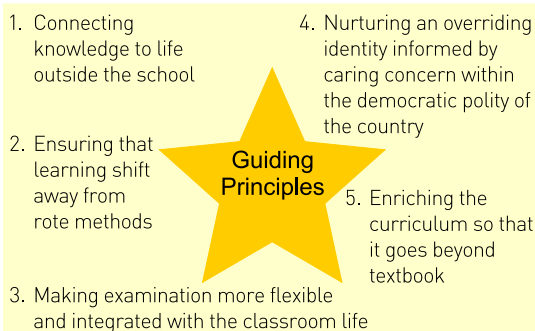 1. Connecting
knowledge to life
outside the school
2. Ensuring that
learning shift
away from
rote methods
3. Making examination more flexible
and integrated with the classroom life
4. Nurturing an overriding
identity informed by
caring concern within
the democratic polity of
the country
5. Enriching the
curriculum so that
it goes beyond
textbook
Guiding
Principles